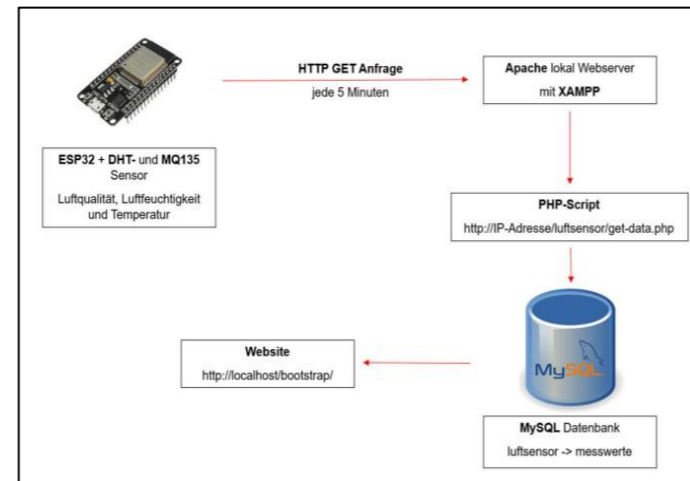 HTTP GET Anfrage
jede 5 Minuten
Apache lokal Webserver
mit XAMPP
ESP32 + DHT- und MQ135
Sensor
Luftqualität, Luftfeuchtigkeit
und Temperatur
PHP-Script
http://IP-Adresse/luftsensor/get-data.php
MySQL
Website
http://localhost/bootstrap/
MySQL Datenbank
luftsensor -> messwerte